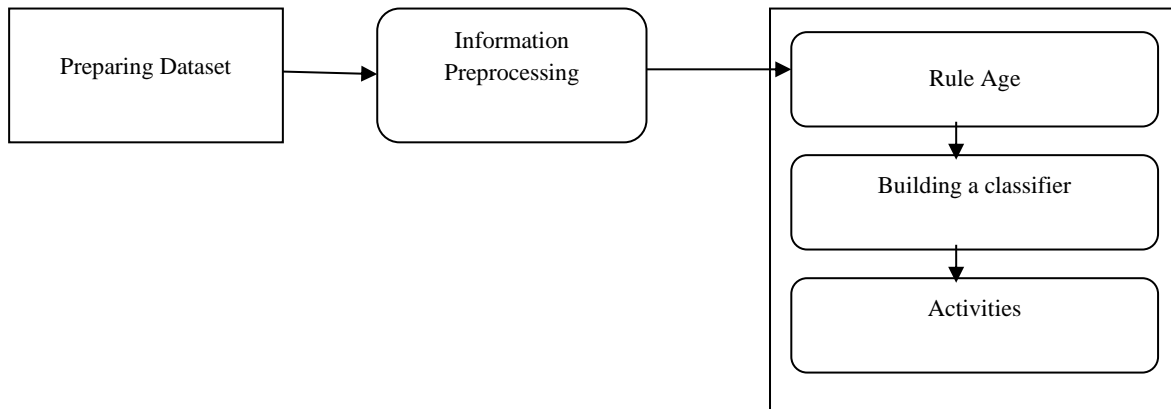 Preparing Dataset
Information
Preprocessing
Rule Age
Building a classifier
Activities